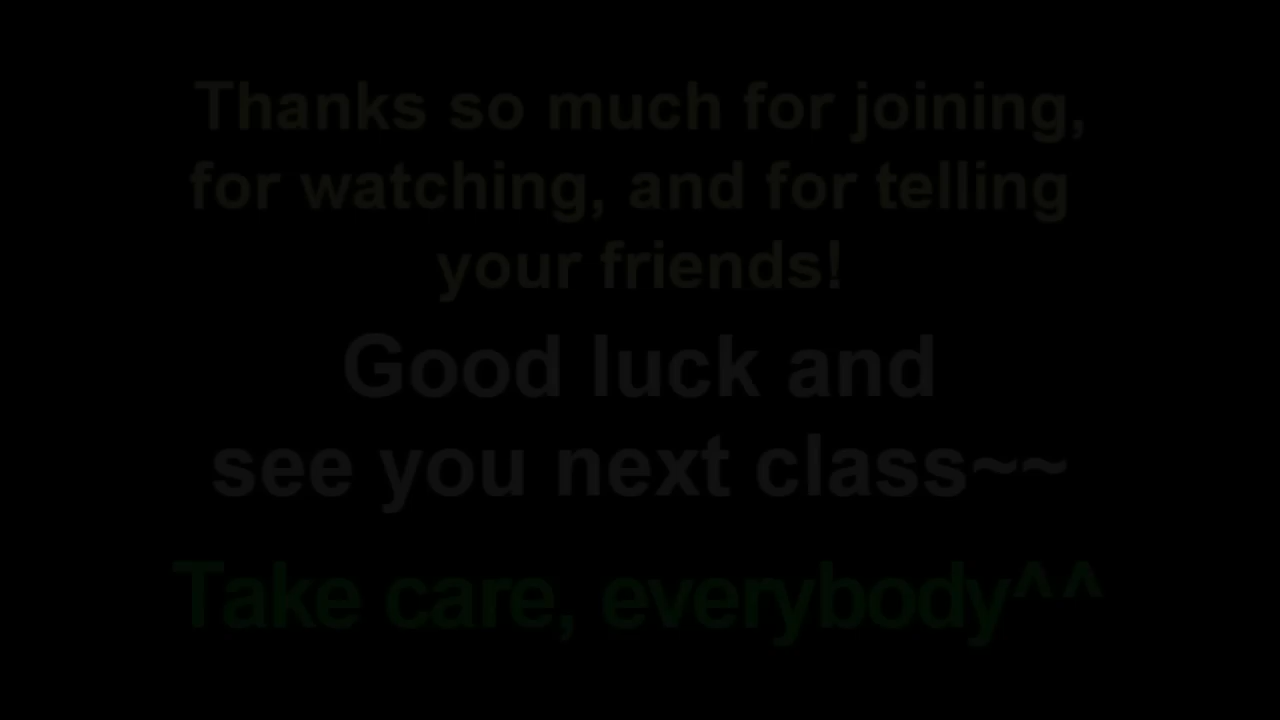 Thanks so much for joining,
for watching, and for telling
your friends!
Good luck and
see you next class~~
Take care, everybody^^